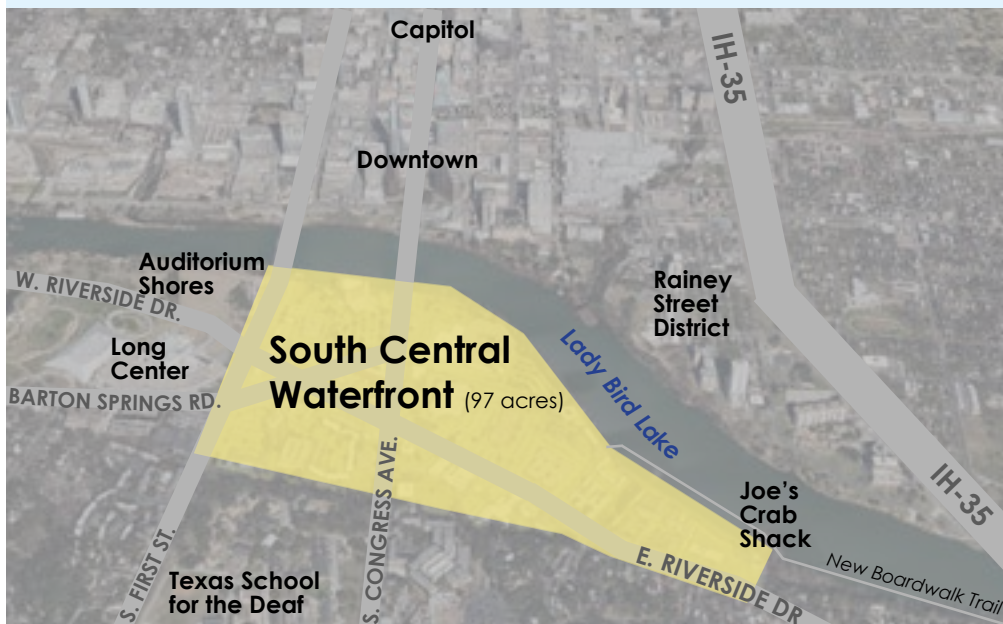 Capitol
IH-35
Downtown
Auditorium
Shores
W. RIVERSIDE DR.
Rainey
Street
District
Long
Center
South Central
Waterfront (97 acres)
Lady Bird Lake
BARTON SPRINGS RD.
S. CONGRESS AVE.
IH-35
Joe's
Crab
Shack
S. FIRST ST.
E. RIVERSIDE DR
New Boardwalk Trail
Texas School
for the Deaf